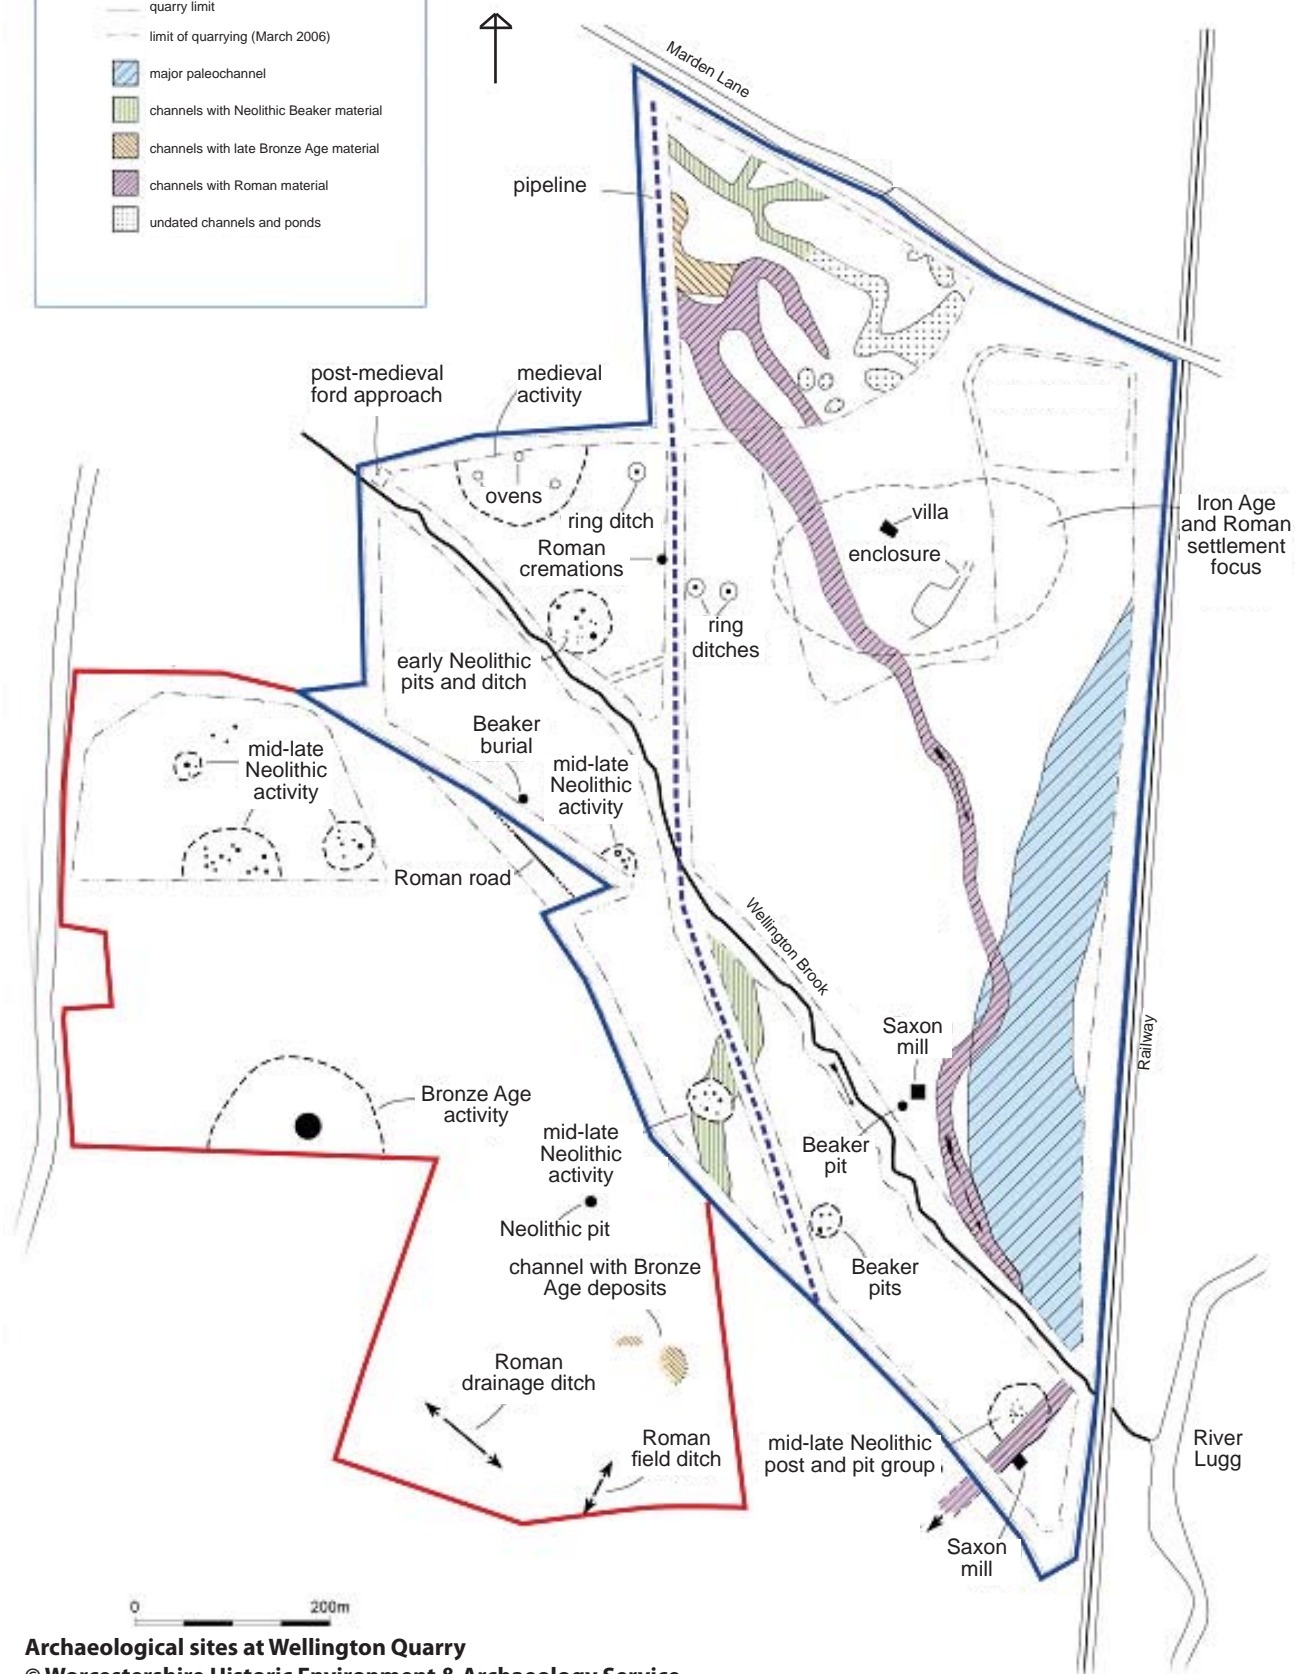 quarry limit
limit of quarrying (March 2006)
major paleochannel
channels with Neolithic Beaker material
channels with late Bronze Age material
channels with Roman material
undated channels and ponds
Marden Lane
pipeline
post-medieval
ford approach
medieval
activity
ovens
ring ditch
Roman
cremations
villa
enclosure
Iron Age
and Roman
settlement
focus
ring
ditches
early Neolithic
pits and ditch
Beaker
burial
mid-late
Neolithic
activity
mid-late
Neolithic
activity
Roman road
Wellington Brook
Saxon
mill
Railway
Bronze Age
activity
mid-late
Neolithic
activity
Beaker
pit
Neolithic pit
channel with Bronze
Age deposits
Beaker
pits
Roman
drainage ditch
Roman
field ditch
mid-late Neolithic
post and pit group
River
Lugg
Saxon
mill
0 200m
Archaeological sites at Wellington Quarry
© Worcestershire Historic Environment & Archaeology Service